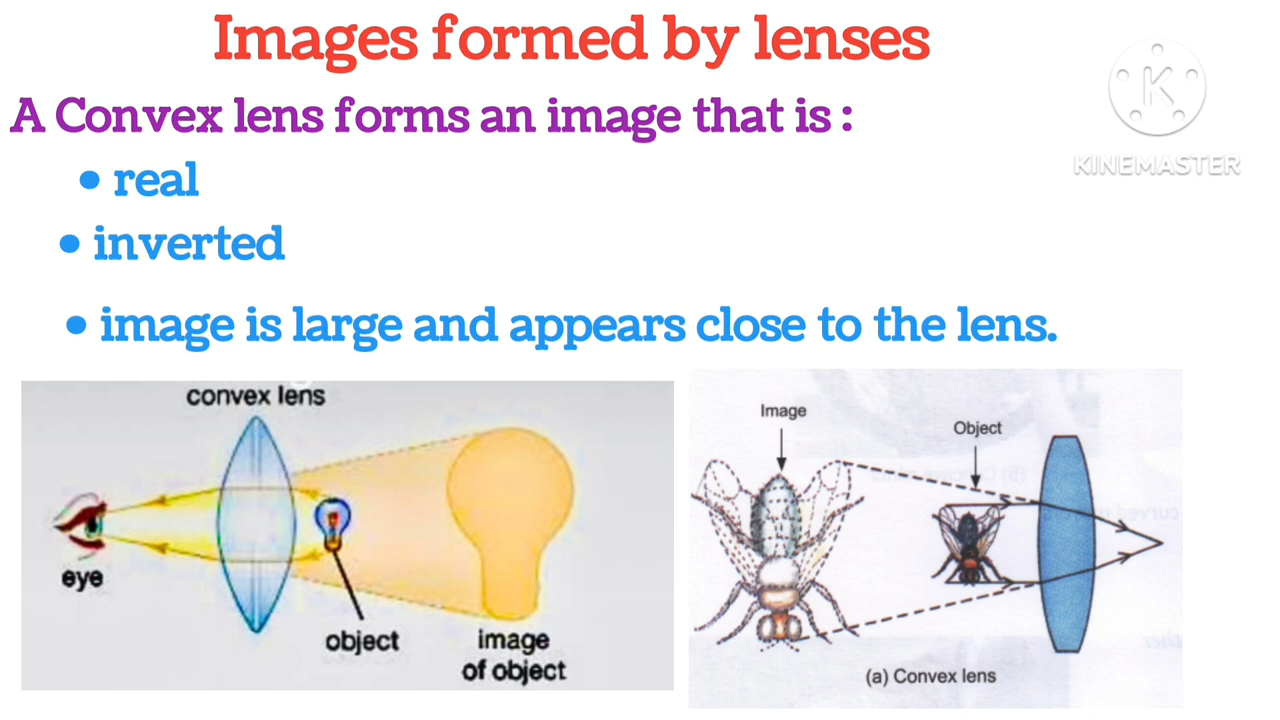 Images formed by lenses
A Convex lens forms an image that is :
• real
• inverted
• image is large and appears close to the lens.
K
KINEMASTER
convex lens
eye
object
image
of object
Image
Object
(a) Convex lens